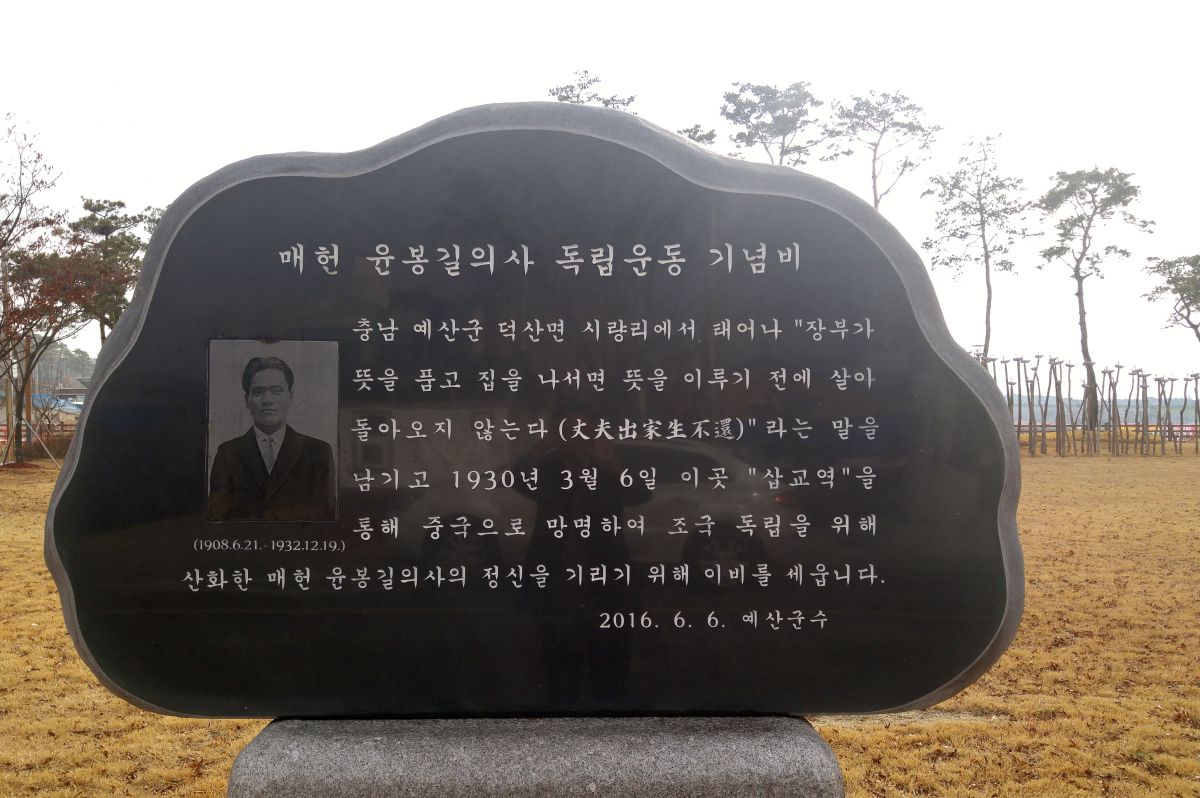 매헌 윤봉길의사 독립운동 기념비
충남 예산군 덕산면 시량리에서 태어나 "장부가
뜻을 품고 집을 나서면 뜻을 이루기 전에 살아
돌아오지 않는다(丈夫出家生不還)"라는 말을
남기고 1930년 3월 6일 이곳 "삽교역"을
통해 중국으로 망명하여 조국 독립을 위해
(1908.6.21.-1932.12.19.)
산화한 매헌 윤봉길의사의 정신을 기리기 위해 이비를 세웁니다.
2016. 6. 6. 예산군수